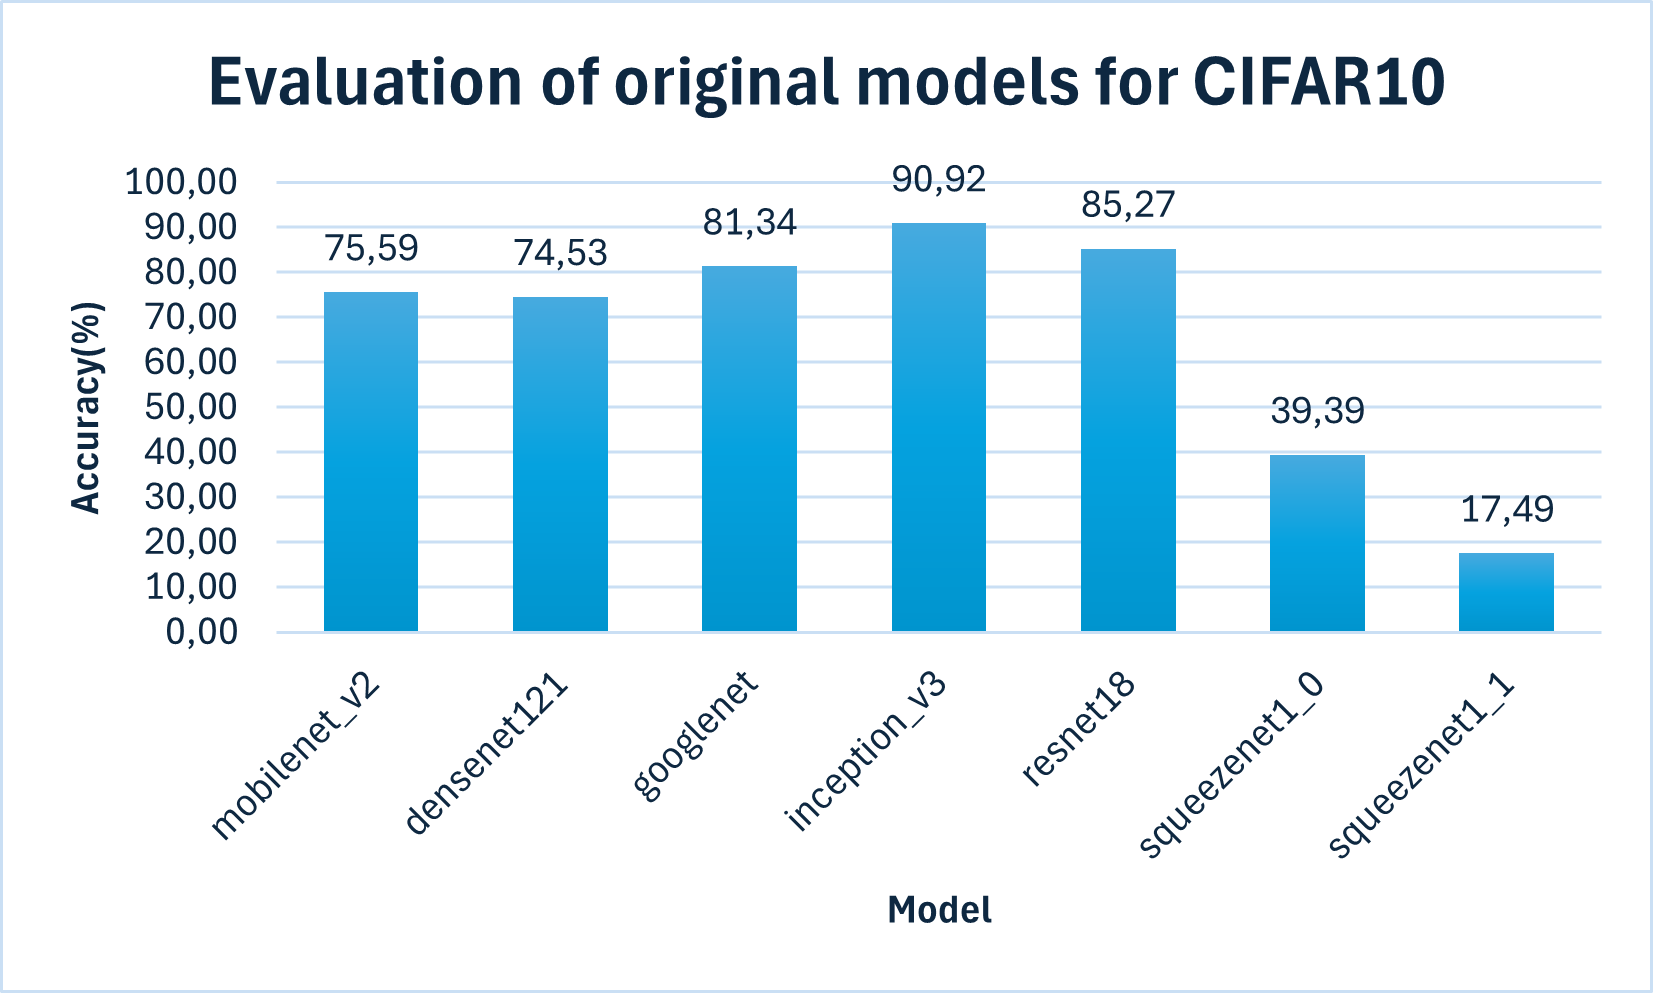 Evaluation of original models for CIFAR10
100,00
90,00
80,00
70,00
60,00
50,00
40,00
30,00
20,00
10,00
0,00
Accuracy(%)
75,59
74,53
81,34
90,92
85,27
39,39
17,49
mobilenet_v2
densenet121
googlenet
inception_v3
resnet18
squeezenet1_0
squeezenet1_1
Model